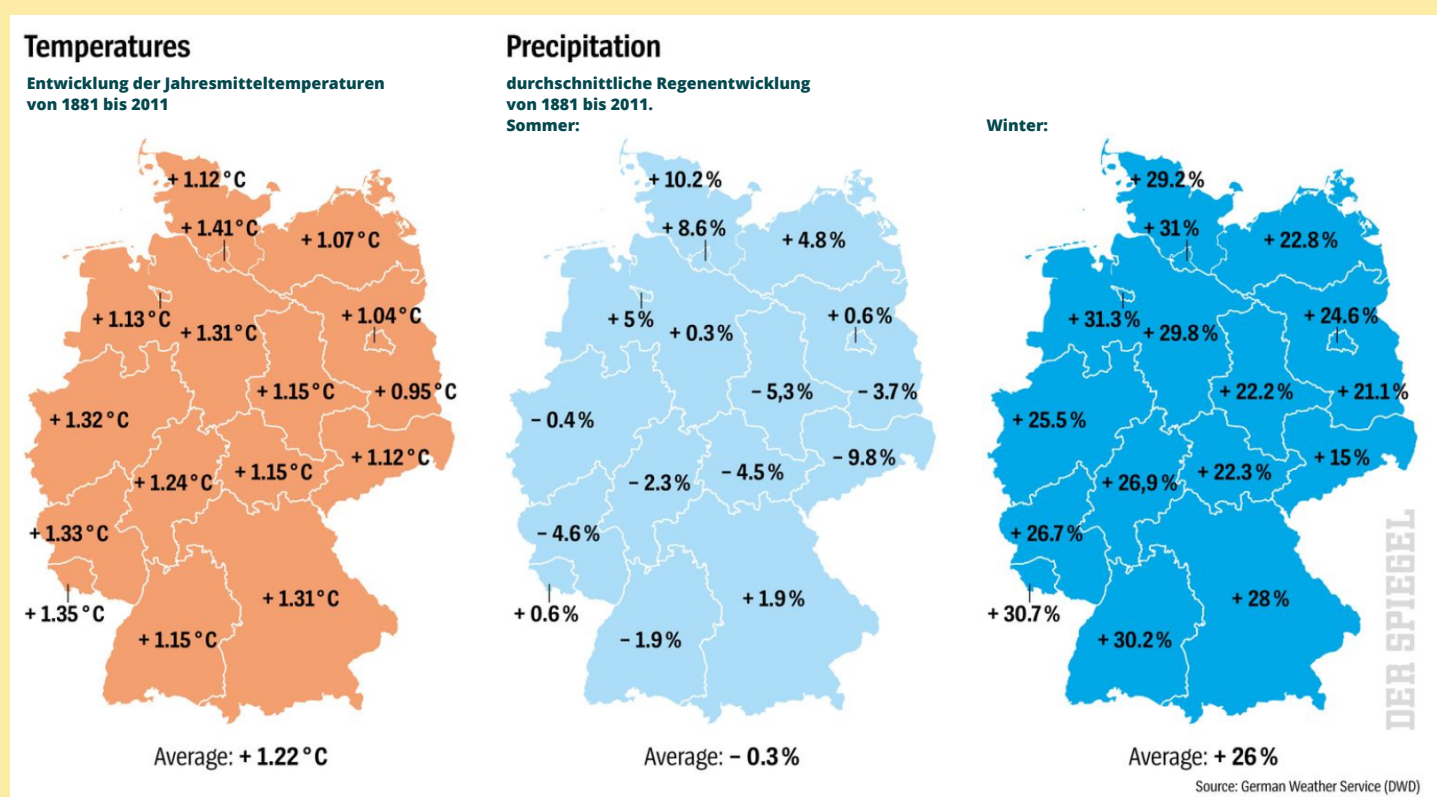 Temperatures
Entwicklung der Jahresmitteltemperaturen
von 1881 bis 2011
+ 1.12 °C
+ 1.41 °C
+ 1.07 °C
+ 1.13 °C
+ 1.31 °C
+ 1.04 °C
+ 1.15 °C
+ 0.95 °C
+ 1.32 °C
+ 1.12 °C
+ 1.24 °C
+ 1.15 °C
+ 1.33 °C
+ 1.35 °C
+ 1.31 °C
+ 1.15 °C
Average: + 1.22 °C
Precipitation
durchschnittliche Regenentwicklung
von 1881 bis 2011.
Sommer:
+ 10.2 %
+ 8.6 %
+ 4.8 %
+ 5 %
+ 0.3 %
+ 0.6 %
– 5,3 %
– 3.7 %
– 0.4 %
– 9.8 %
– 2.3 %
– 4.5 %
– 4.6 %
+ 0.6 %
+ 1.9 %
– 1.9 %
Average: – 0.3 %
Winter:
+ 29.2 %
+ 31 %
+ 22.8 %
+ 31.3 %
+ 29.8 %
+ 24.6 %
+ 22.2 %
+ 21.1 %
+ 25.5 %
+ 15 %
+ 26,9 %
+ 22.3 %
+ 26.7 %
+ 30.7 %
+ 28 %
+ 30.2 %
Average: + 26 %
DER SPIEGEL
Source: German Weather Service (DWD)